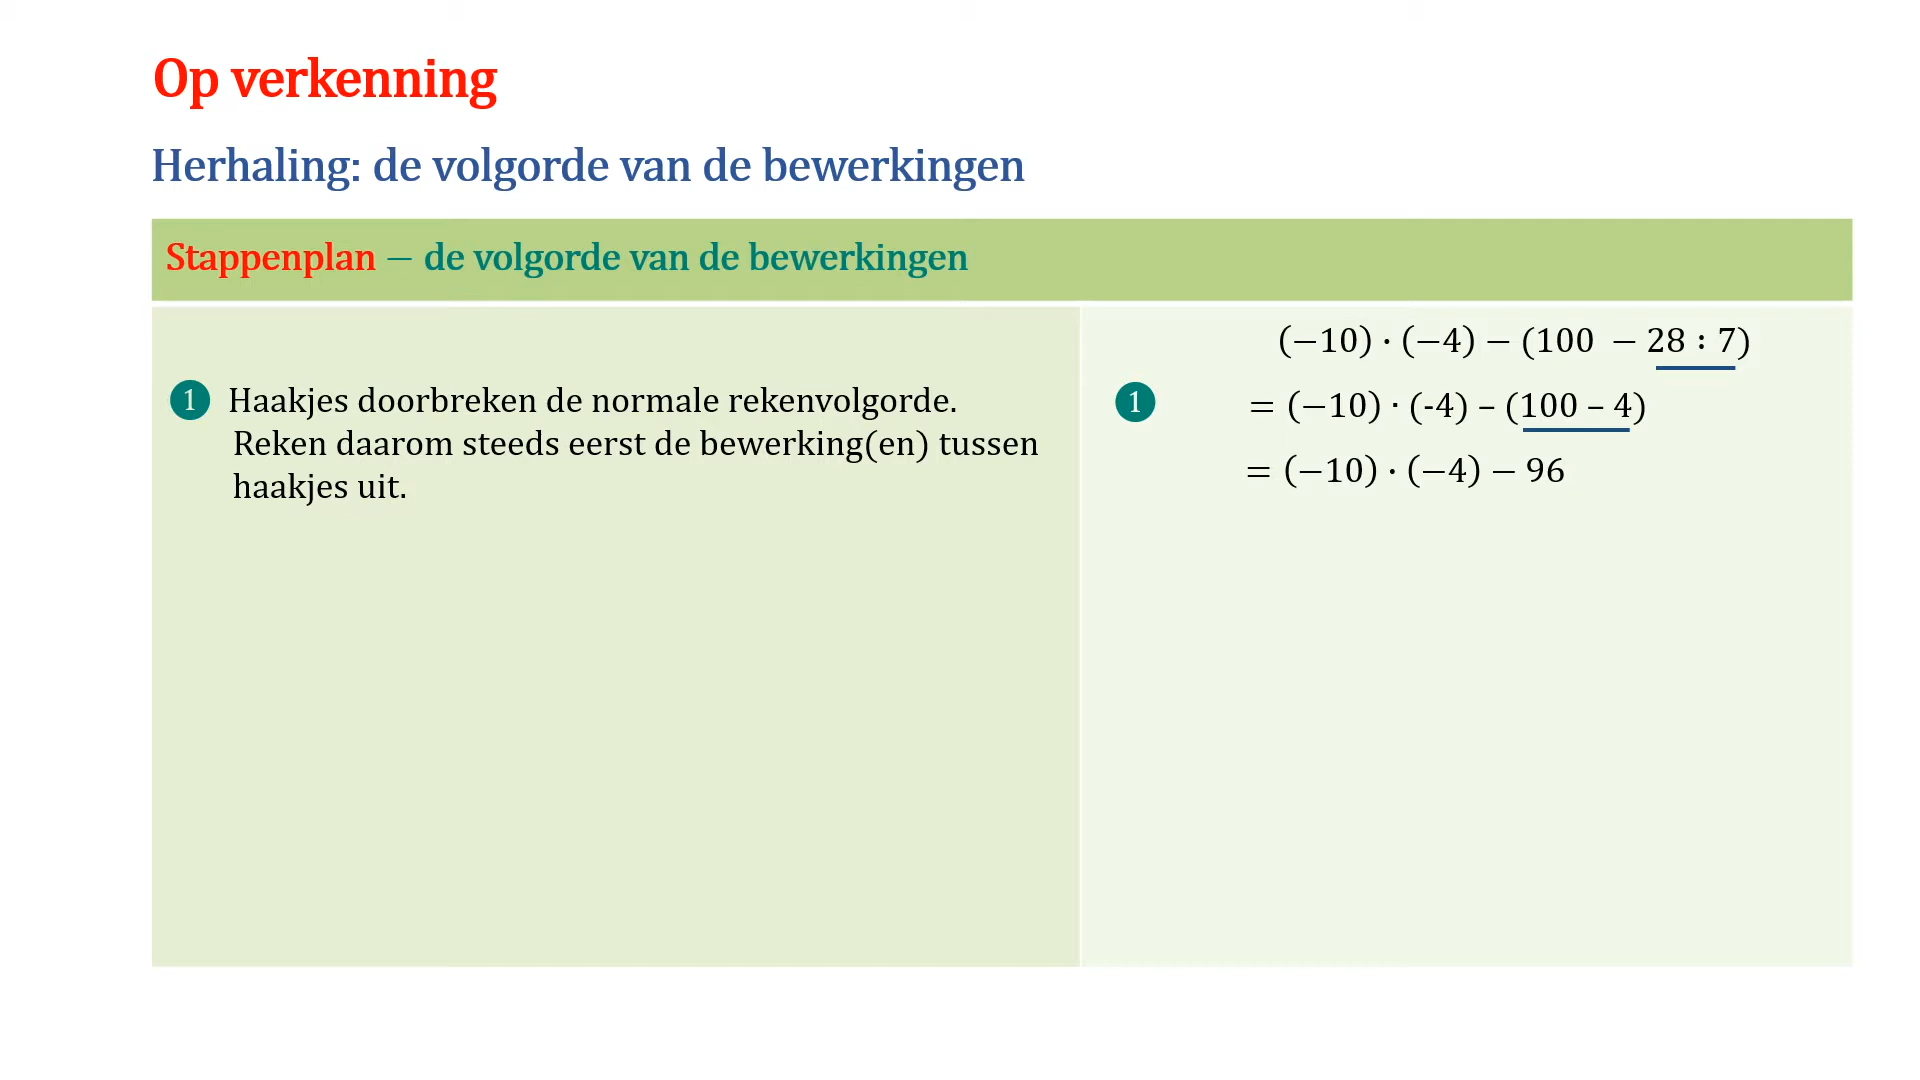 Op verkenning
Herhaling: de volgorde van de bewerkingen
Stappenplan – de volgorde van de bewerkingen
1 Haakjes doorbreken de normale rekenvolgorde.
Reken daarom steeds eerst de bewerking(en) tussen
haakjes uit.
(−10) · (−4) − (100 − 28 : 7)
1 = (−10) · (-4) – (100 – 4)
= (−10) · (−4) − 96